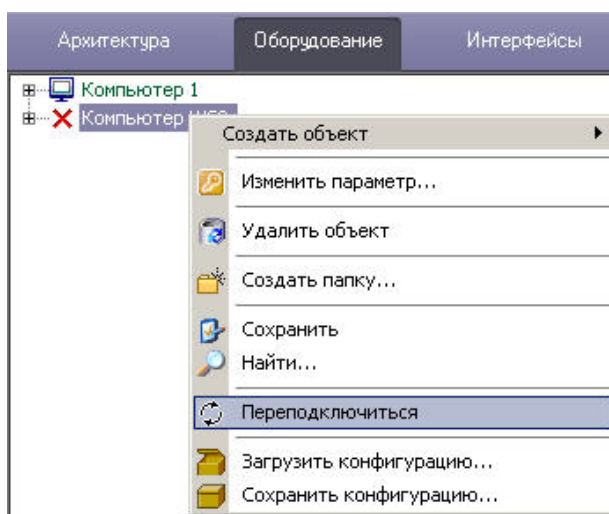 Архитектура Оборудование Интерфейсы
Компьютер 1
Компьютер
Создать объект
Изменить параметр...
Удалить объект
Создать папку...
Сохранить
Найти...
Переподключиться
Загрузить конфигурацию...
Сохранить конфигурацию...